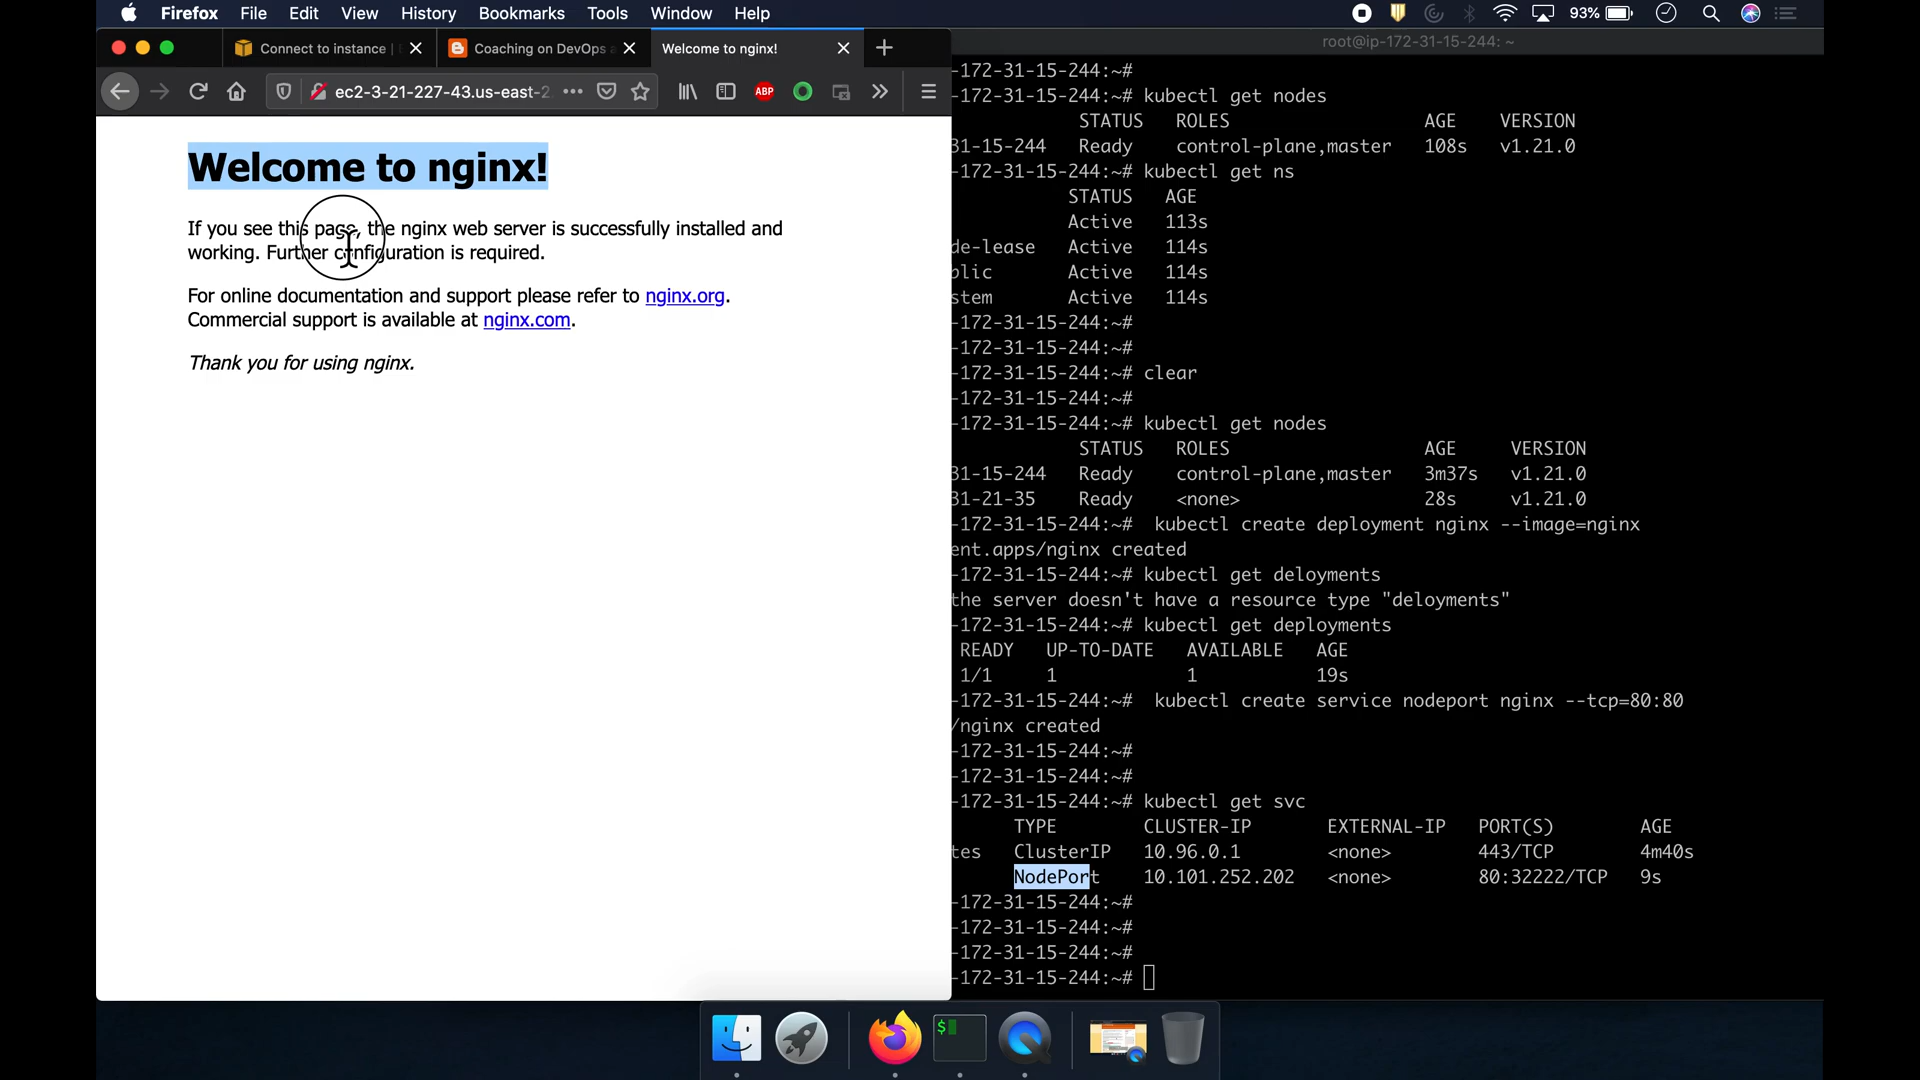 Firefox File Edit View History Bookmarks Tools Window Help 93%
Connect to instance | Coaching on DevOps a Welcome to nginx!
root@ip-172-31-15-244: ~
ec2-3-21-227-43.us-east-2. ABP
Welcome to nginx!
If you see this page, the nginx web server is successfully installed and
working. Further configuration is required.
For online documentation and support please refer to nginx.org.
Commercial support is available at nginx.com.
Thank you for using nginx.
-172-31-15-244:~#
-172-31-15-244:~# kubectl get nodes
STATUS ROLES AGE VERSION
31-15-244 Ready control-plane,master 108s v1.21.0
-172-31-15-244:~# kubectl get ns
STATUS AGE
Active 113s
de-lease Active 114s
blic Active 114s
stem Active 114s
-172-31-15-244:~#
-172-31-15-244:~#
-172-31-15-244:~# clear
-172-31-15-244:~#
-172-31-15-244:~# kubectl get nodes
STATUS ROLES AGE VERSION
31-15-244 Ready control-plane,master 3m37s v1.21.0
31-21-35 Ready <none> 28s v1.21.0
-172-31-15-244:~# kubectl create deployment nginx --image=nginx
ent.apps/nginx created
-172-31-15-244:~# kubectl get deloyments
the server doesn't have a resource type "deloyments"
-172-31-15-244:~# kubectl get deployments
READY UP-TO-DATE AVAILABLE AGE
1/1 1 1 19s
-172-31-15-244:~# kubectl create service nodeport nginx --tcp=80:80
/nginx created
-172-31-15-244:~#
-172-31-15-244:~#
-172-31-15-244:~# kubectl get svc
TYPE CLUSTER-IP EXTERNAL-IP PORT(S) AGE
tes ClusterIP 10.96.0.1 <none> 443/TCP 4m40s
NodePort 10.101.252.202 <none> 80:32222/TCP 9s
-172-31-15-244:~#
-172-31-15-244:~#
-172-31-15-244:~#
-172-31-15-244:~#
$